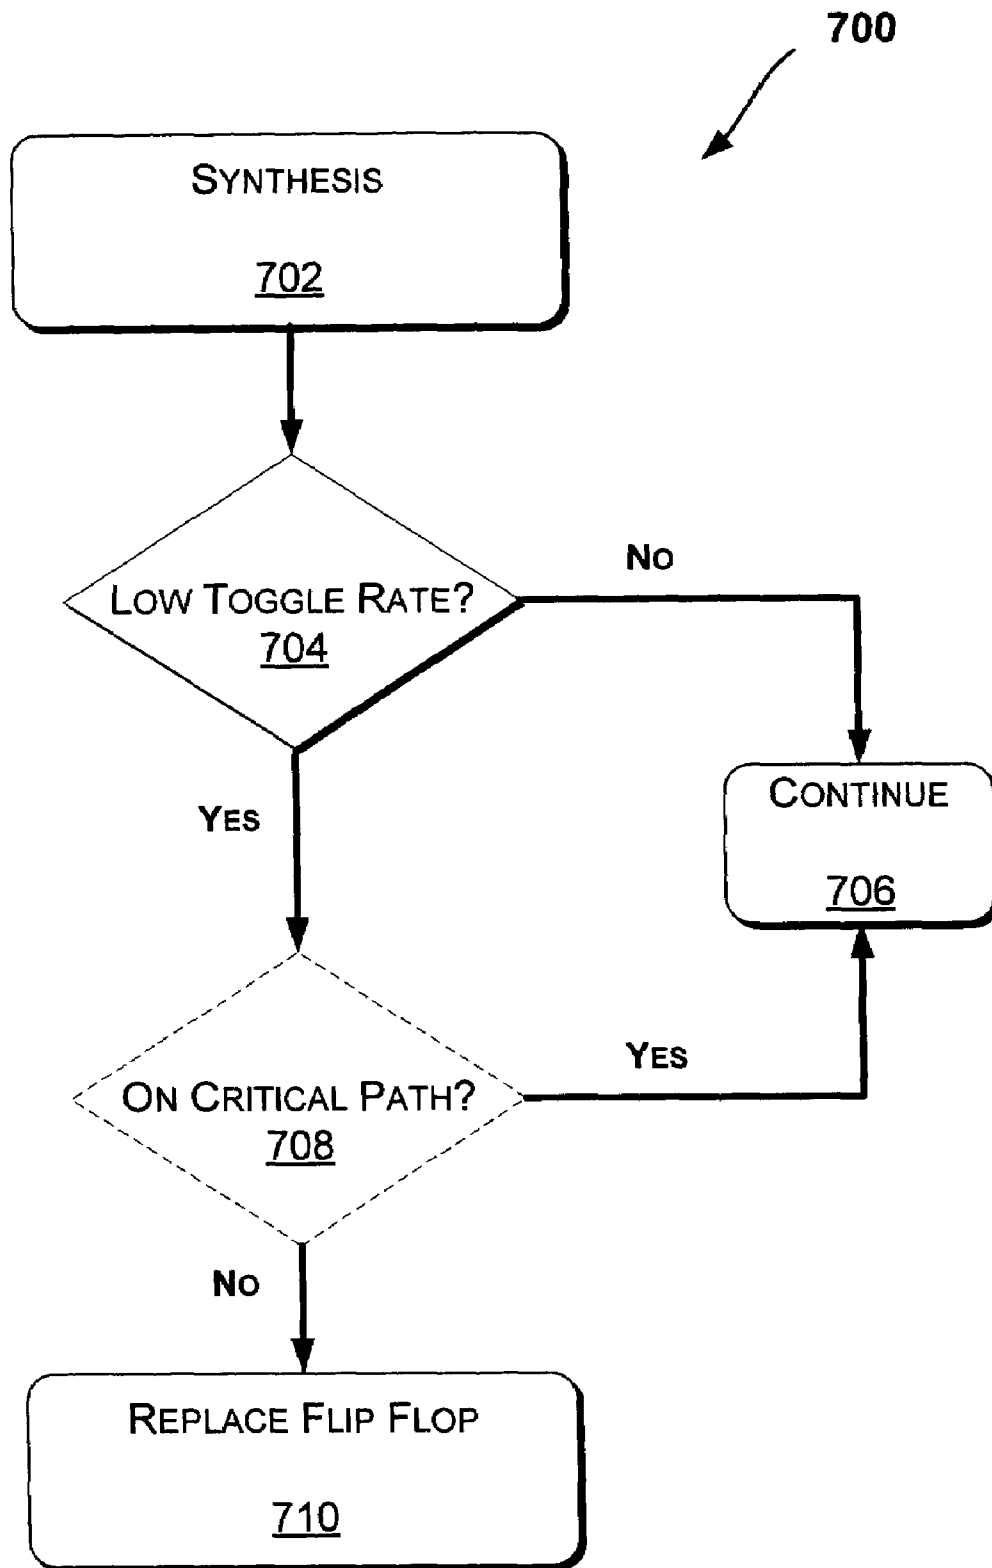 700
SYNTHESIS
702
LOW TOGGLE RATE?
704
NO
YES
CONTINUE
706
ON CRITICAL PATH?
708
YES
NO
REPLACE FLIP FLOP
710